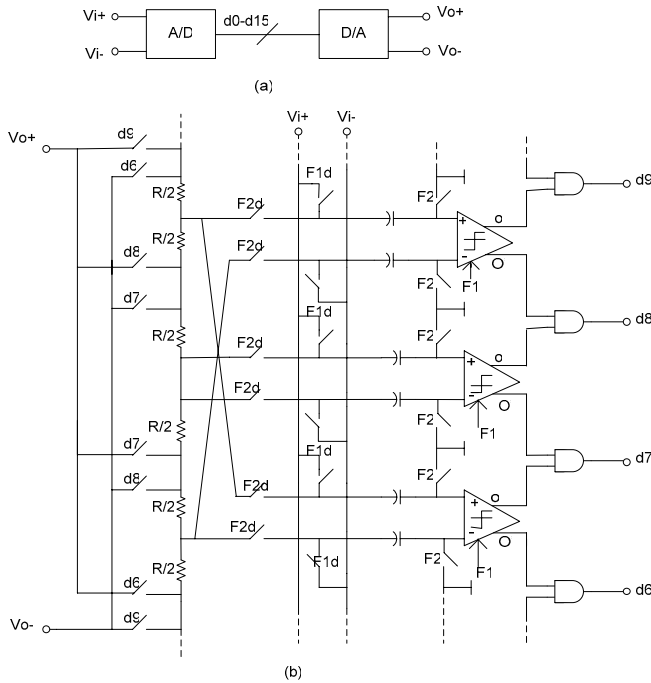 Vi+
Vi-
A/D
d0-d15
D/A
Vo+
Vo-
(a)
Vi+ Vi-
Vo+
d9
d6
R/2
F2d
F1d
F2
+
-
o
O
F1
d9
R/2
d8
F2d
d7
F1d
F2
d8
R/2
F2d
F2d
F2
+
-
o
O
F1
R/2
d7
d8
F1d
F2
d7
R/2
F2d
F2d
+
-
o
O
F1
R/2
d6
F1d
F2
d6
Vo-
d9
(b)